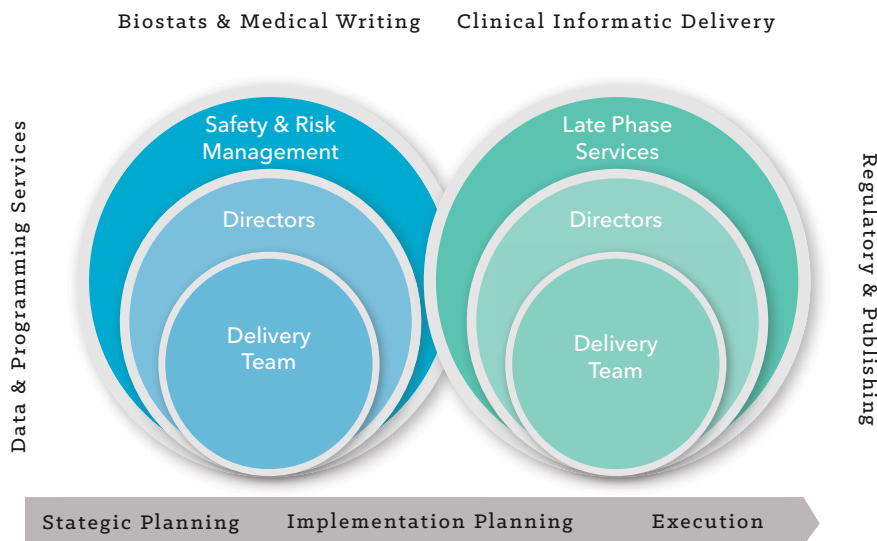 Biostats & Medical Writing
Clinical Informatic Delivery
Data & Programming Services
Safety & Risk
Management
Directors
Delivery
Team
Late Phase
Services
Directors
Delivery
Team
Regulatory & Publishing
Stategic Planning
Implementation Planning
Execution